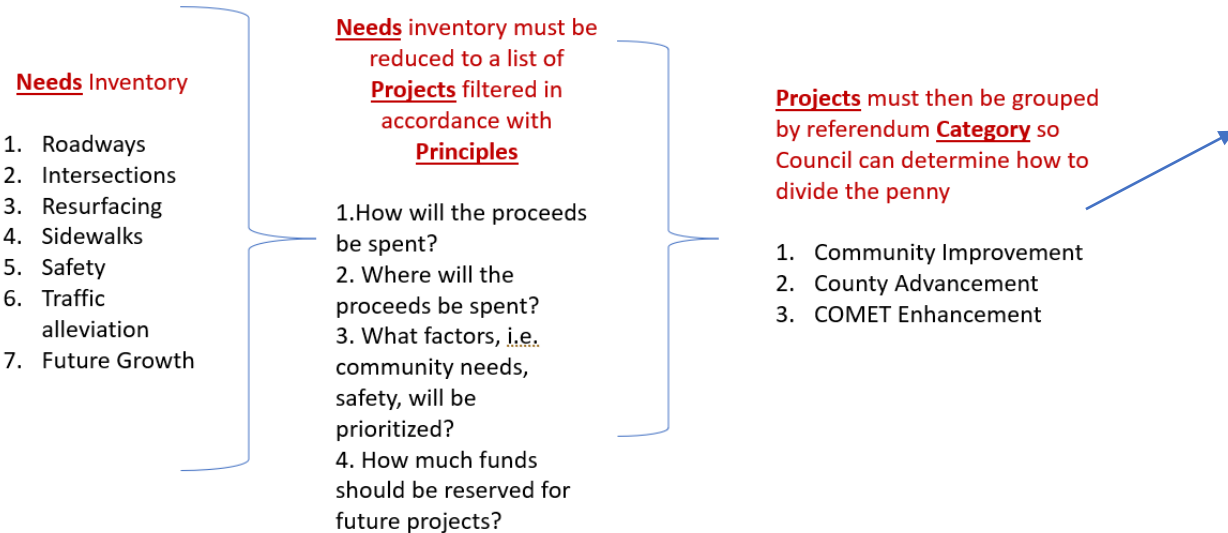 Needs Inventory
1. Roadways
2. Intersections
3. Resurfacing
4. Sidewalks
5. Safety
6. Traffic
alleviation
7. Future Growth
Needs inventory must be
reduced to a list of
Projects filtered in
accordance with
Principles
1.How will the proceeds
be spent?
2. Where will the
proceeds be spent?
3. What factors, i.e.
community needs,
safety, will be
prioritized?
4. How much funds
should be reserved for
future projects?
Projects must then be grouped
by referendum Category so
Council can determine how to
divide the penny
1. Community Improvement
2. County Advancement
3. COMET Enhancement